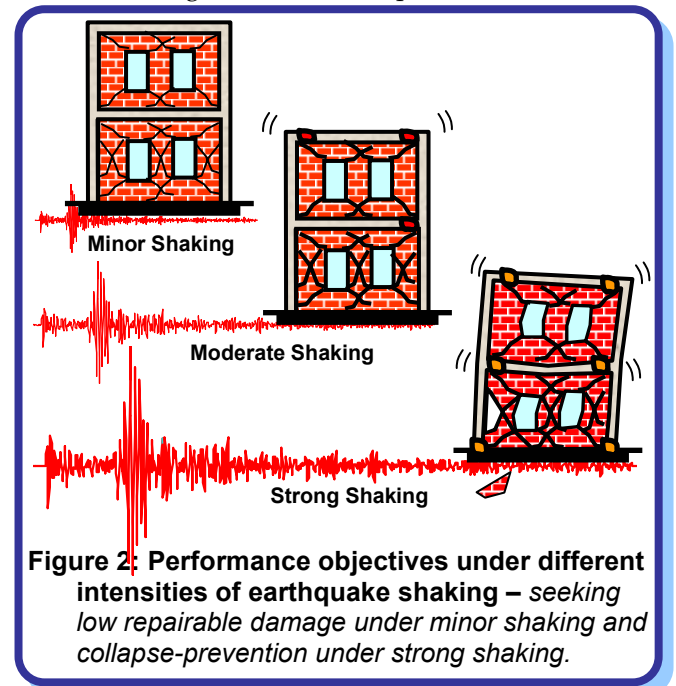 Minor Shaking
Moderate Shaking
Strong Shaking
Figure 2: Performance objectives under different
intensities of earthquake shaking – seeking
low repairable damage under minor shaking and
collapse-prevention under strong shaking.